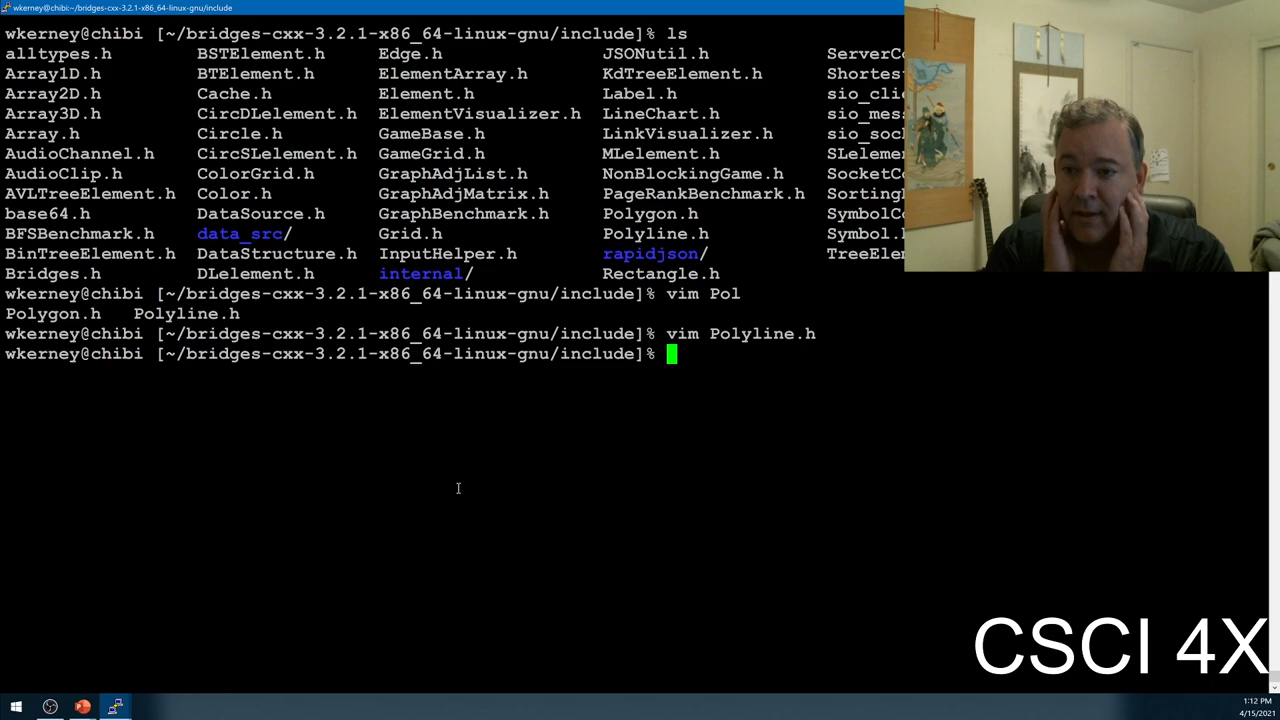 wkerney@chibi:~/bridges-cxx-3.2.1-x86_64-linux-gnu/include
wkerney@chibi [~/bridges-cxx-3.2.1-x86_64-linux-gnu/include]% ls
alltypes.h BSTElement.h Edge.h JSONutil.h ServerCo
Array1D.h BTElement.h ElementArray.h KdTreeElement.h Shortes
Array2D.h Cache.h Element.h Label.h sio_clie
Array3D.h CircDLelement.h ElementVisualizer.h LineChart.h sio_mess
Array.h Circle.h GameBase.h LinkVisualizer.h sio_soc
AudioChannel.h CircSLelement.h GameGrid.h MLelement.h SLelemen
AudioClip.h ColorGrid.h GraphAdjList.h NonBlockingGame.h SocketCo
AVLTreeElement.h Color.h GraphAdjMatrix.h PageRankBenchmark.h Sorting
base64.h DataSource.h GraphBenchmark.h Polygon.h SymbolCo
BFSBenchmark.h data_src/ Grid.h Polyline.h Symbol.h
BinTreeElement.h DataStructure.h InputHelper.h rapidjson/ TreeElem
Bridges.h DLelement.h internal/ Rectangle.h
wkerney@chibi [~/bridges-cxx-3.2.1-x86_64-linux-gnu/include]% vim Pol
Polygon.h Polyline.h
wkerney@chibi [~/bridges-cxx-3.2.1-x86_64-linux-gnu/include]% vim Polyline.h
wkerney@chibi [~/bridges-cxx-3.2.1-x86_64-linux-gnu/include]%
CSCI 4X
1:12 PM
4/15/2021